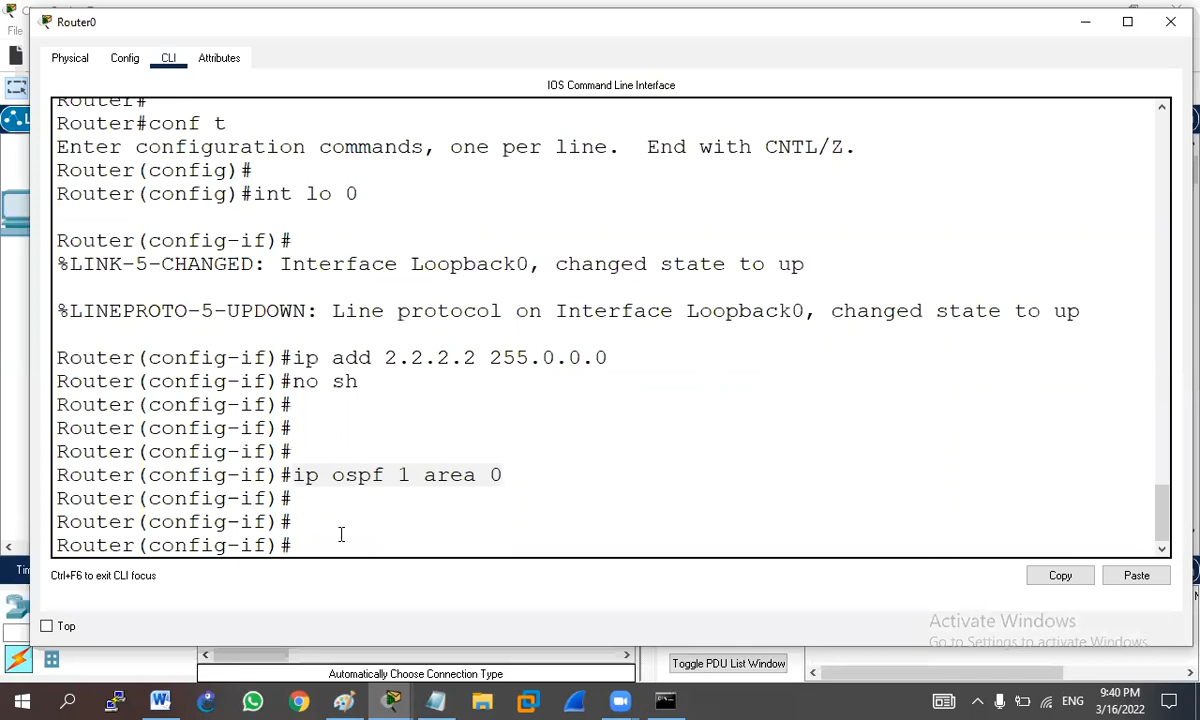 Router0
File
Physical
Config
CLI
Attributes
IOS Command Line Interface
Router#
Router#conf t
Enter configuration commands, one per line.  End with CNTL/Z.
Router(config)#
Router(config)#int lo 0
Router(config-if)#
%LINK-5-CHANGED: Interface Loopback0, changed state to up
%LINEPROTO-5-UPDOWN: Line protocol on Interface Loopback0, changed state to up
Router(config-if)#ip add 2.2.2.2 255.0.0.0
Router(config-if)#no sh
Router(config-if)#
Router(config-if)#
Router(config-if)#
Router(config-if)#ip ospf 1 area 0
Router(config-if)#
Router(config-if)#
Router(config-if)#
Ctrl+F6 to exit CLI focus
Copy
Paste
Top
Activate Windows
Go to Settings to activate Windows.
Automatically Choose Connection Type
Toggle PDU List Window
ENG
9:40 PM
3/16/2022